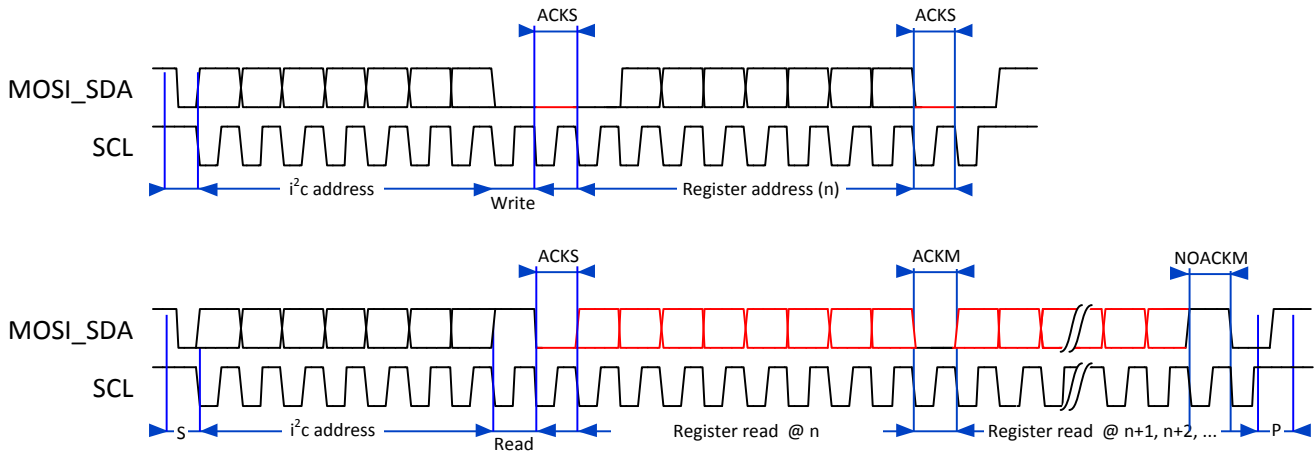 ACKS ACKS
MOSI_SDA
SCL
i²c address Write Register address (n)
ACKS ACKM NOACKM
MOSI_SDA
SCL
S i²c address Read Register read @ n Register read @ n+1, n+2, ... P